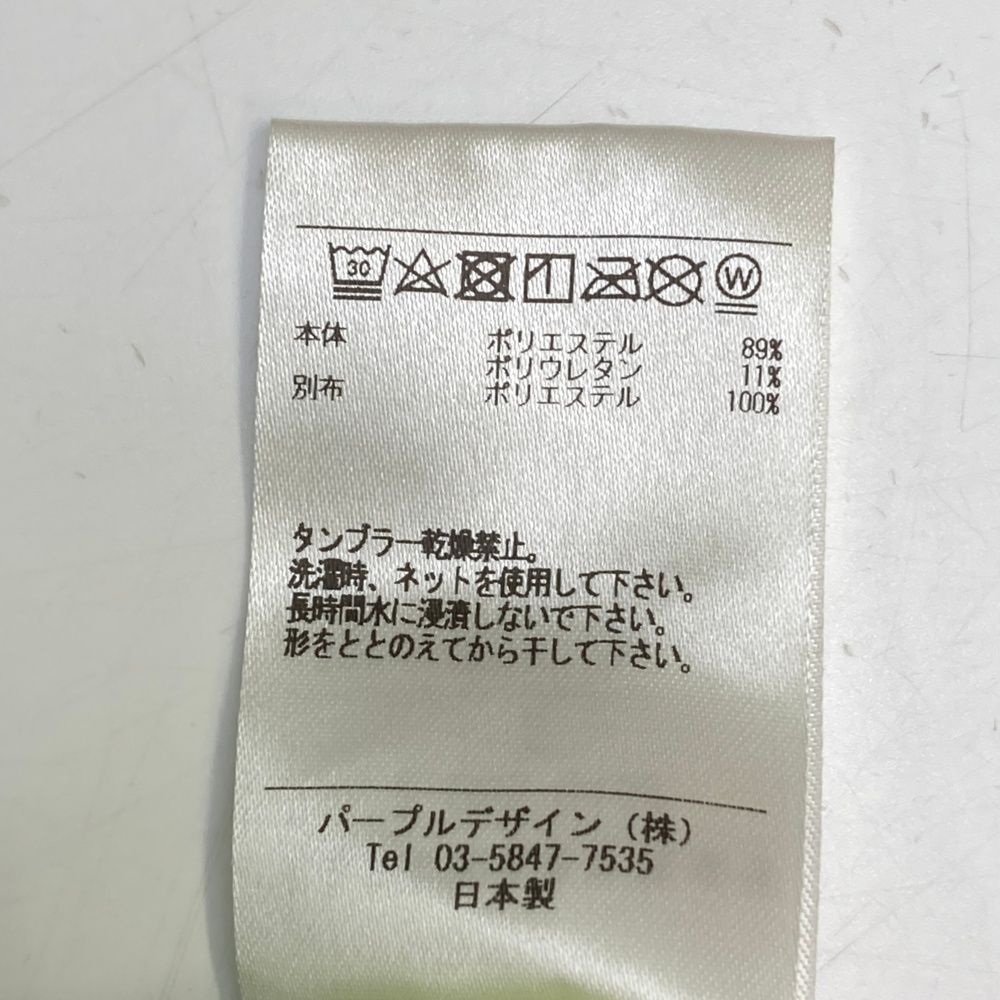 30 W
本体 ポリエステル 89%
ポリウレタン 11%
別布 ポリエステル 100%
タンブラー乾燥禁止。
洗濯時、ネットを使用して下さい。
長時間水に浸漬しないで下さい。
形をととのえてから干して下さい。
パープルデザイン(株)
Tel 03-5847-7535
日本製